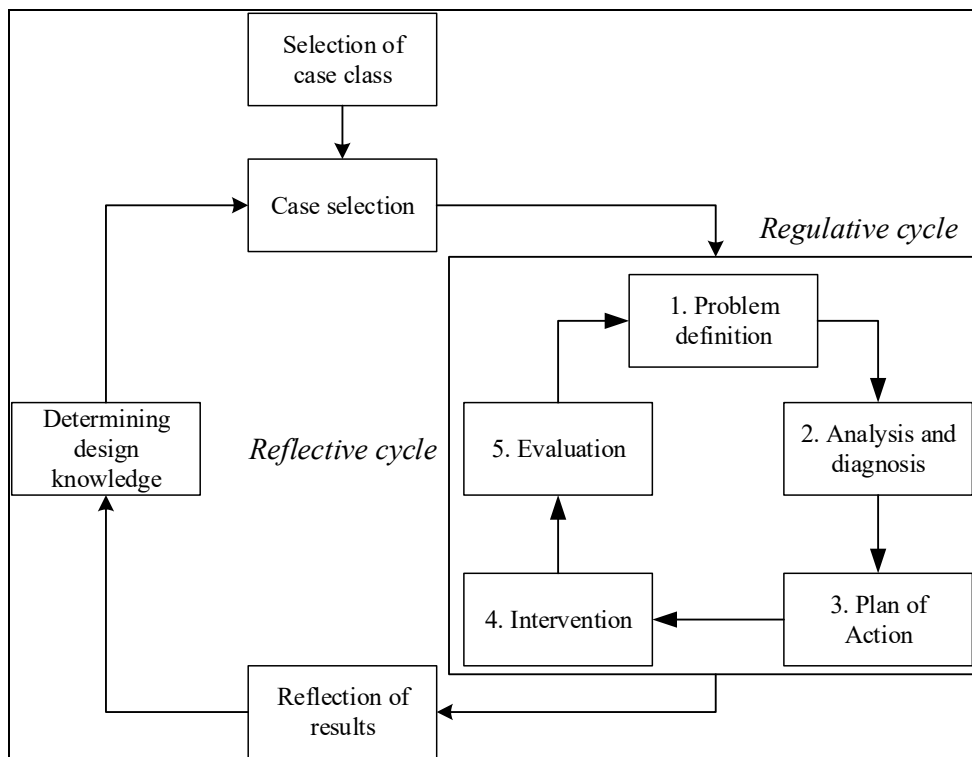 Selection of
case class
Case selection
Regulative cycle
1. Problem
definition
Determining
design
knowledge
Reflective cycle
5. Evaluation
2. Analysis and
diagnosis
4. Intervention
3. Plan of
Action
Reflection of
results